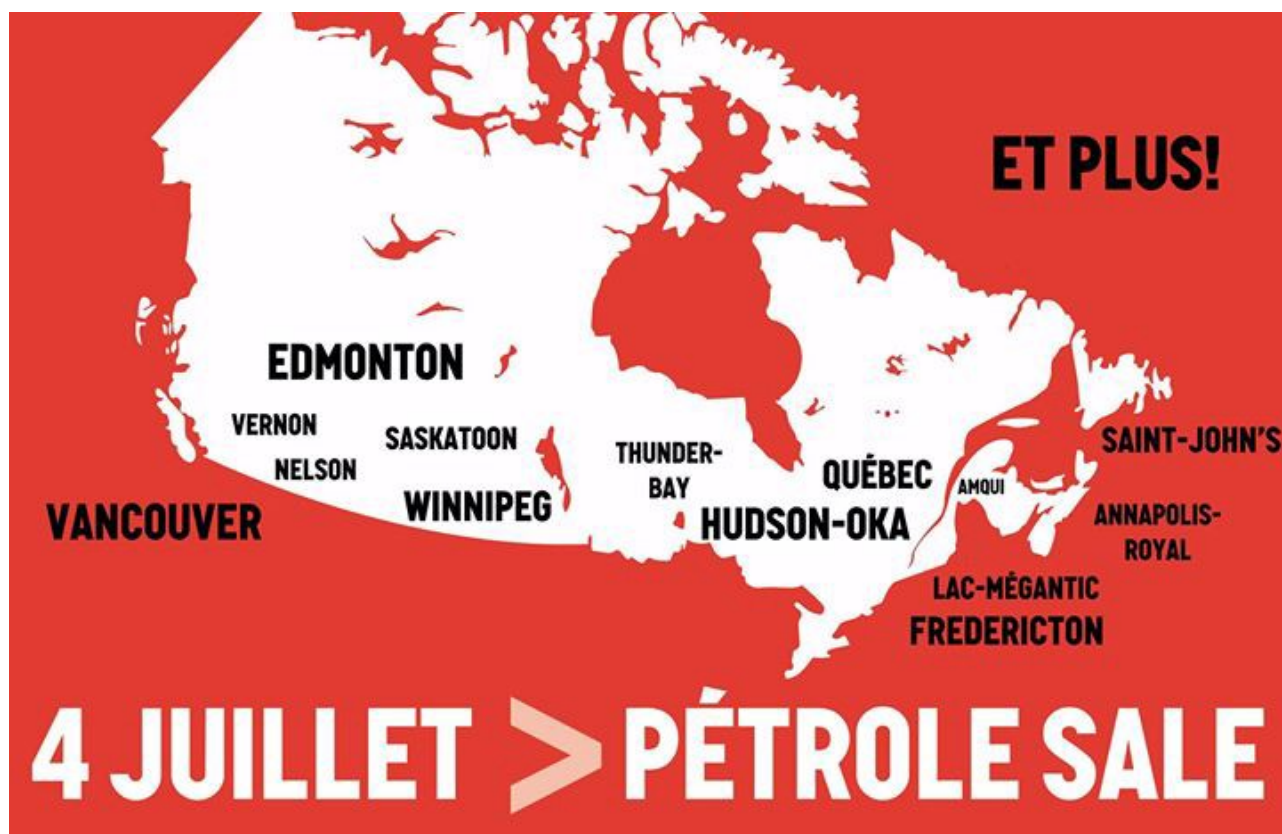 ET PLUS!
EDMONTON
VERNON
SASKATOON
NELSON
THUNDER-
BAY
QUÉBEC
SAINT-JOHN'S
AMQUI
WINNIPEG
VANCOUVER
HUDSON-OKA
ANNAPOLIS-
ROYAL
LAC-MÉGANTIC
FREDERICTON
4 JUILLET > PÉTROLE SALE